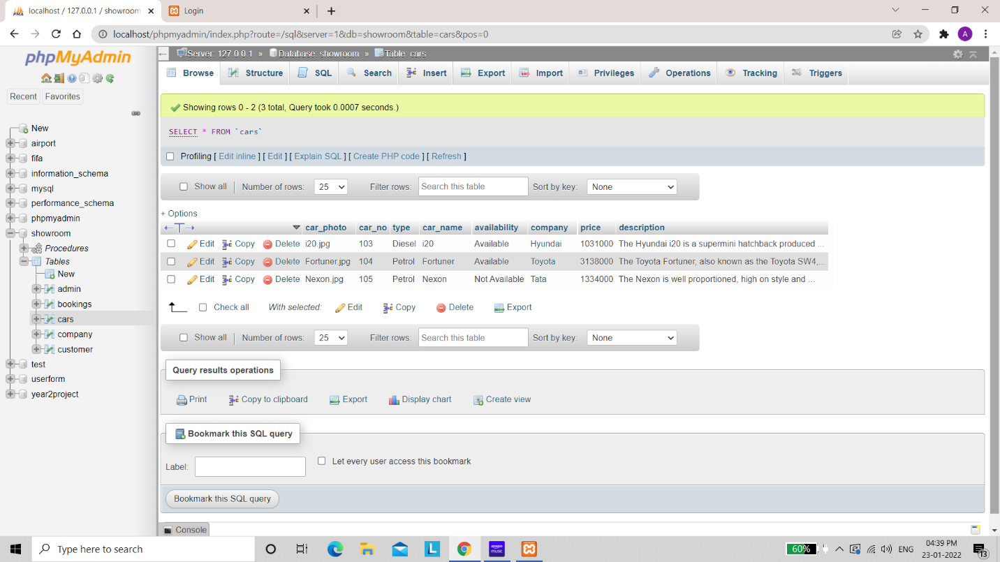 localhost / 127.0.0.1 / showroom
Login
localhost/phpmyadmin/index.php?route=/sql&server=1&db=showroom&table=cars&pos=0
A
phpMyAdmin
Recent Favorites
New
airport
fifa
information_schema
mysql
performance_schema
phpmyadmin
showroom
Procedures
Tables
New
admin
bookings
cars
company
customer
test
userform
year2project
Server: 127.0.0.1 » Database: showroom » Table: cars
Browse Structure SQL Search Insert Export Import Privileges Operations Tracking Triggers
Showing rows 0 - 2 (3 total, Query took 0.0007 seconds.)
SELECT * FROM `cars`
Profiling [ Edit inline ] [ Edit ] [ Explain SQL ] [ Create PHP code ] [ Refresh ]
Show all Number of rows: 25 Filter rows: Search this table Sort by key: None
+ Options
car_photo car_no type car_name availability company price description
Edit Copy Delete i20.jpg 103 Diesel i20 Available Hyundai 1031000 The Hyundai i20 is a supermini hatchback produced ...
Edit Copy Delete Fortuner.jpg 104 Petrol Fortuner Available Toyota 3138000 The Toyota Fortuner, also known as the Toyota SW4,...
Edit Copy Delete Nexon.jpg 105 Petrol Nexon Not Available Tata 1334000 The Nexon is well proportioned, high on style and ...
Check all With selected: Edit Copy Delete Export
Show all Number of rows: 25 Filter rows: Search this table Sort by key: None
Query results operations
Print Copy to clipboard Export Display chart Create view
Bookmark this SQL query
Label: Let every user access this bookmark
Bookmark this SQL query
Console
Type here to search
L
amazon music
60%
ENG
04:39 PM
23-01-2022
13